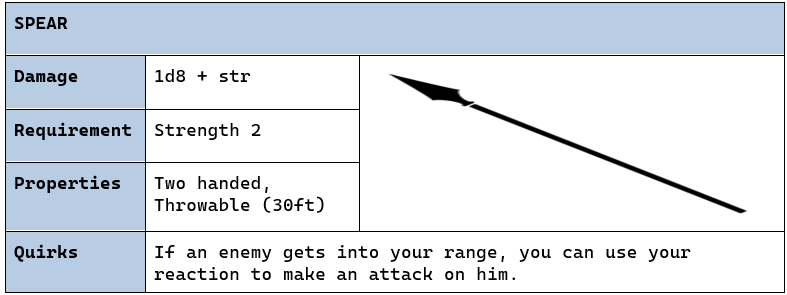 SPEAR
Damage 1d8 + str
Requirement Strength 2
Properties Two handed,
Throwable (30ft)
Quirks If an enemy gets into your range, you can use your
reaction to make an attack on him.